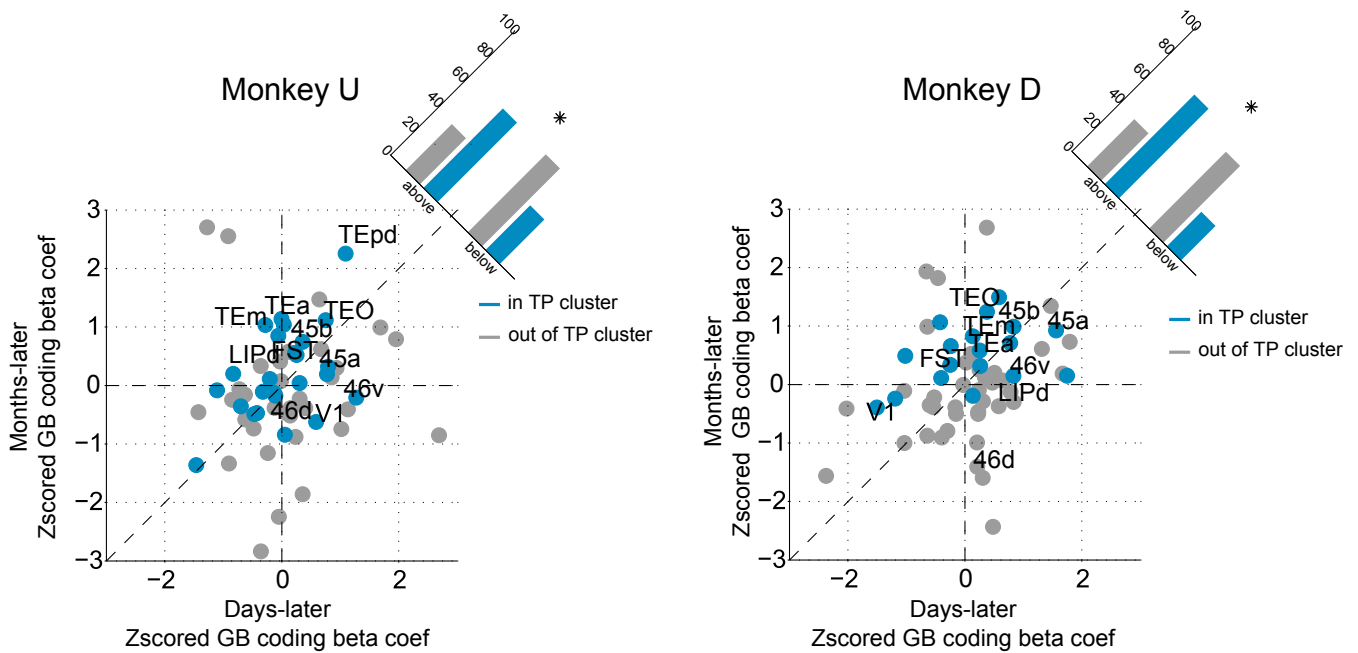 Monkey U
100
80
60
40
20
0
above
below
*
Months-later
Zscored GB coding beta coef
3
2
1
0
−1
−2
−3
TEpd
TEm
TEa
TEO
45b
LIPd
FST
45a
46v
46d
V1
−2
0
2
Days-later
Zscored GB coding beta coef
in TP cluster
out of TP cluster
Monkey D
100
80
60
40
20
0
above
below
*
Months-later
Zscored GB coding beta coef
3
2
1
0
−1
−2
−3
TEO
45b
45a
TEm
TEa
FST
46v
LIPd
V1
46d
−2
0
2
Days-later
Zscored GB coding beta coef
in TP cluster
out of TP cluster